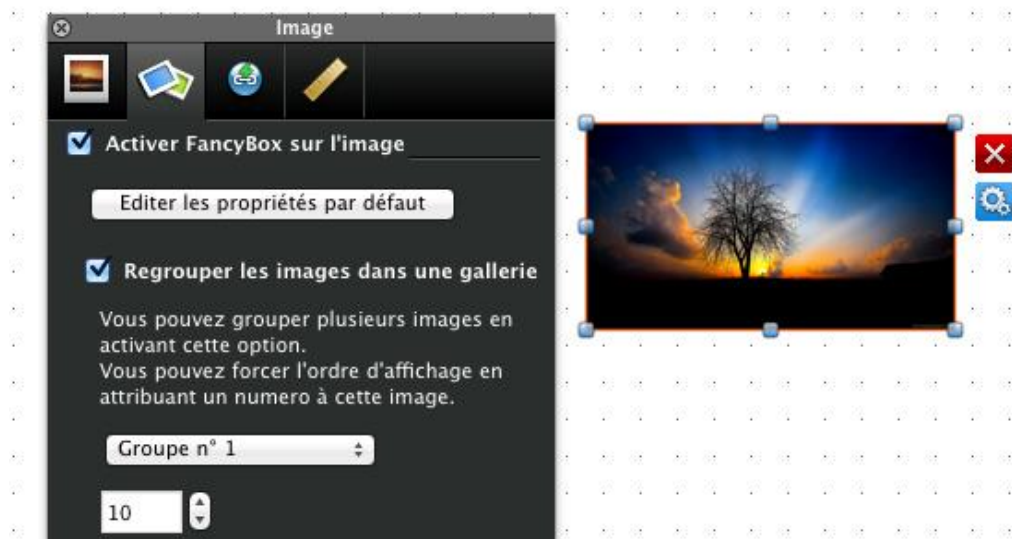 Image
Activer FancyBox sur l'image
Editer les propriétés par défaut
Regrouper les images dans une gallerie
Vous pouvez grouper plusieurs images en
activant cette option.
Vous pouvez forcer l'ordre d'affichage en
attribuant un numero à cette image.
Groupe n° 1
10